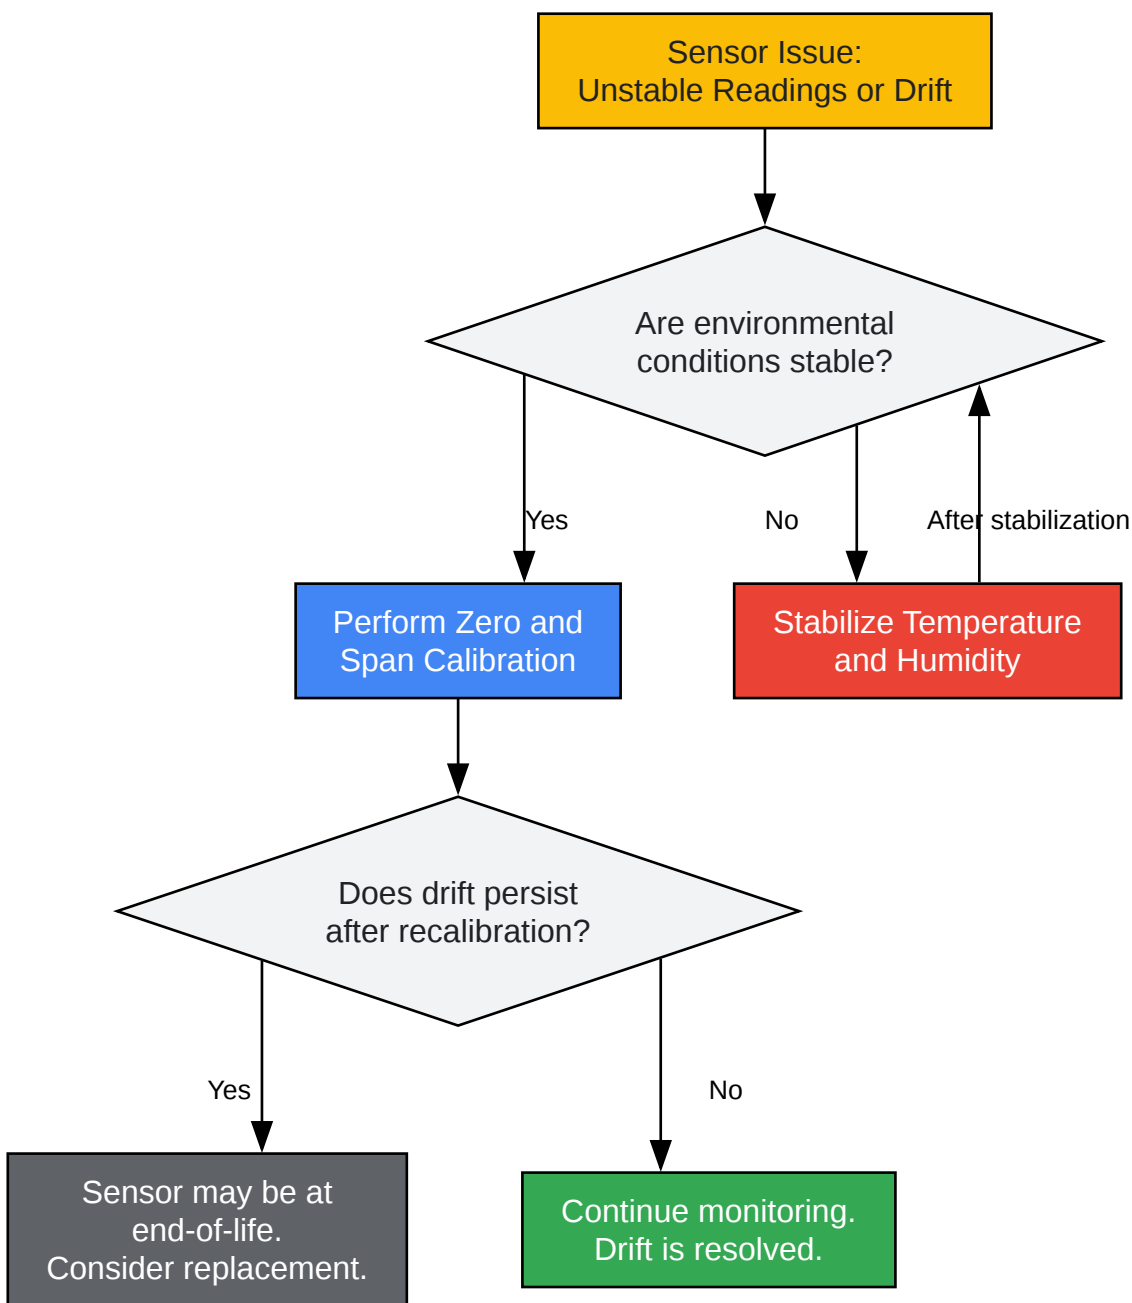 Sensor Issue:
Unstable Readings or Drift
Are environmental
conditions stable?
Yes
No
After stabilization
Perform Zero and
Span Calibration
Stabilize Temperature
and Humidity
Does drift persist
after recalibration?
Yes
No
Sensor may be at
end-of-life.
Consider replacement.
Continue monitoring.
Drift is resolved.